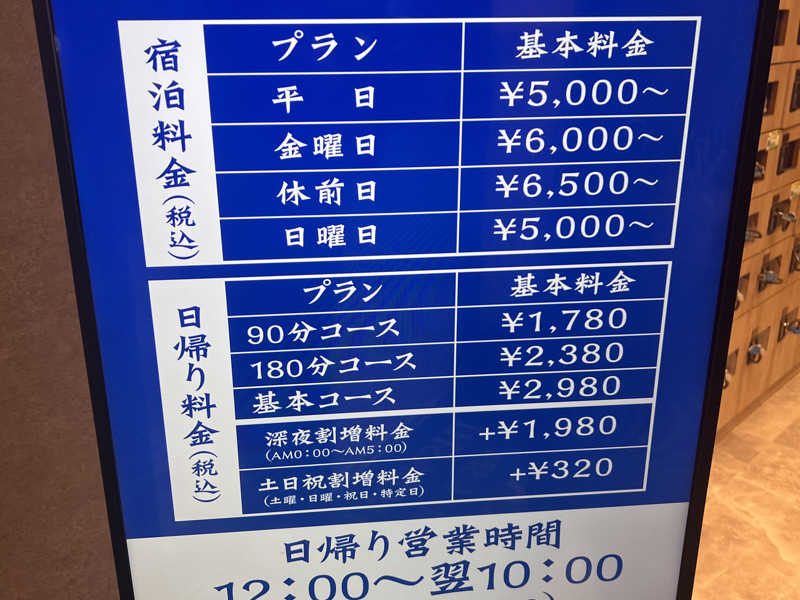 宿泊料金(税込)
プラン 基本料金
平 日 ¥5,000～
金曜日 ¥6,000～
休前日 ¥6,500～
日曜日 ¥5,000～
日帰り料金(税込)
プラン 基本料金
90分コース ¥1,780
180分コース ¥2,380
基本コース ¥2,980
深夜割増料金 +¥1,980
(AM0:00～AM5:00)
土日祝割増料金 +¥320
(土曜・日曜・祝日・特定日)
日帰り営業時間
12:00～翌10:00